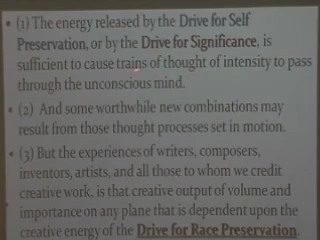 • (1) The energy released by the Drive for Self
Preservation, or by the Drive for Significance, is
sufficient to cause trains of thought of intensity to pass
through the unconscious mind.
• (2) And some worthwhile new combinations may
result from those thought processes set in motion.
• (3) But the experiences of writers, composers,
inventors, artists, and all those to whom we credit
creative work, is that creative output of volume and
importance on any plane that is dependent upon the
creative energy of the Drive for Race Preservation.